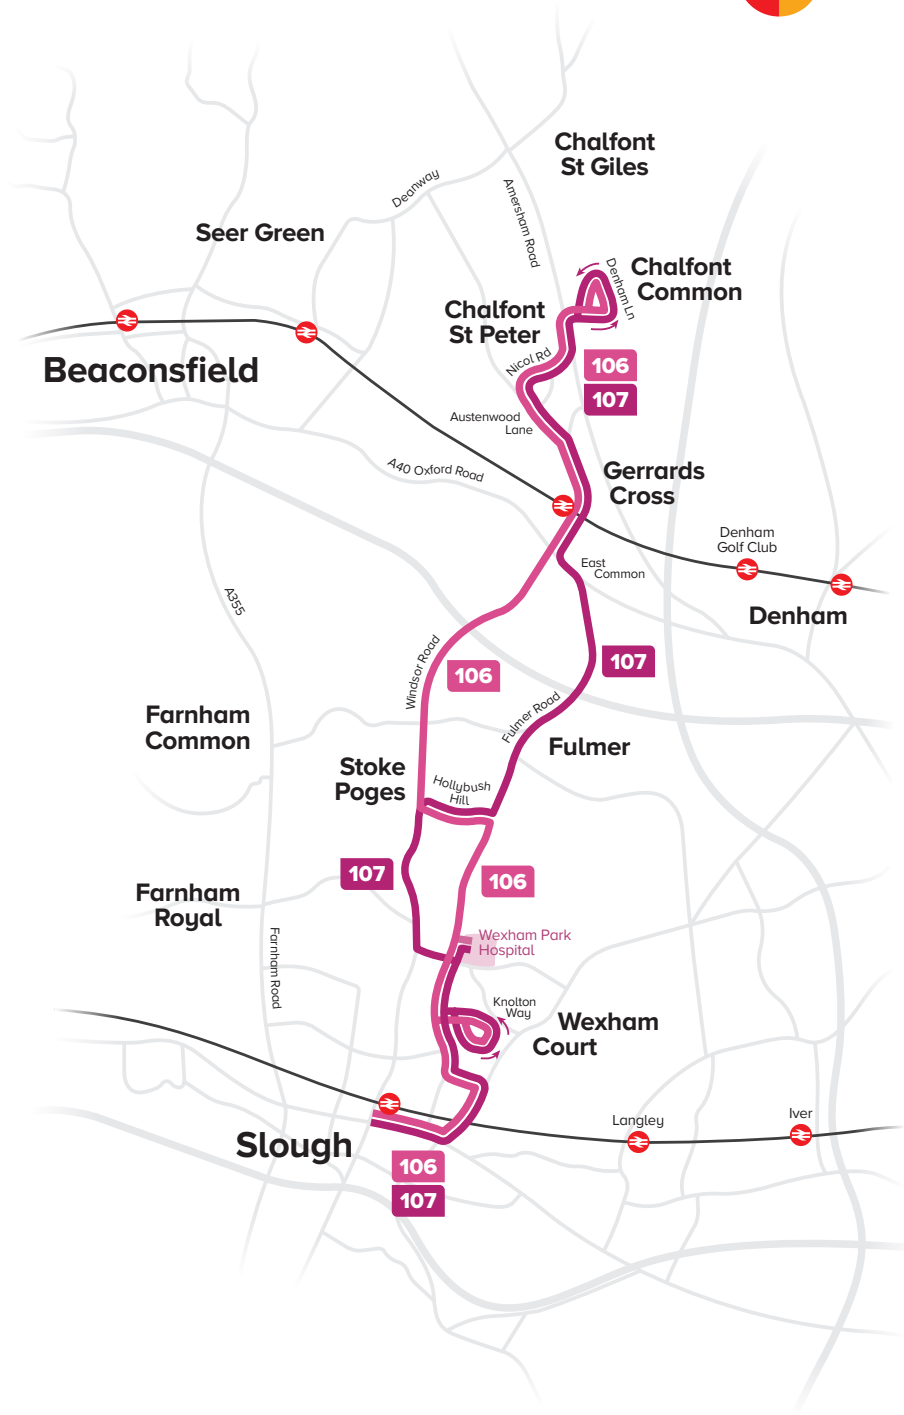 Chalfont
St Giles
Deanway
Amersham Road
Seer Green
Denham Ln
Chalfont
Common
Chalfont
St Peter
Nicol Rd
106
107
Beaconsfield
Austenwood
Lane
A40 Oxford Road
Gerrards
Cross
Denham
Golf Club
East
Common
A355
Denham
Windsor Road
106
107
Fulmer Road
Farnham
Common
Fulmer
Stoke
Poges
Hollybush
Hill
107
106
Farnham
Royal
Farnham Road
Wexham Park
Hospital
Knolton
Way
Wexham
Court
Langley
Iver
Slough
106
107